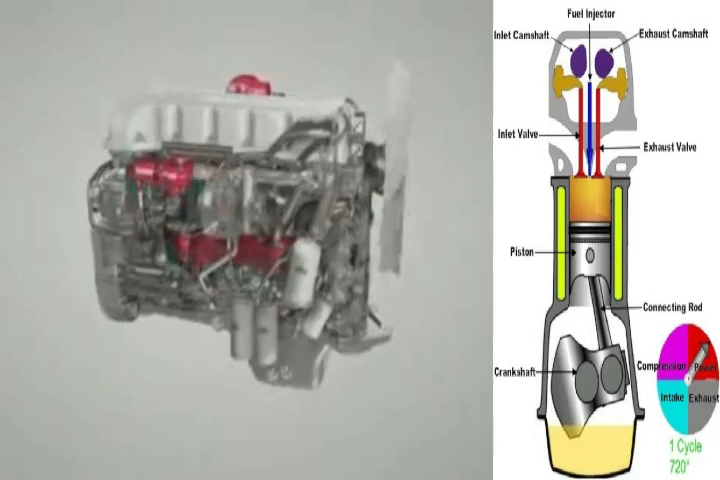 Fuel Injector
Inlet Camshaft
Exhaust Camshaft
Inlet Valve
Exhaust Valve
Piston
Connecting Rod
Compression
Power
Crankshaft
Intake
Exhaust
1 Cycle
720°